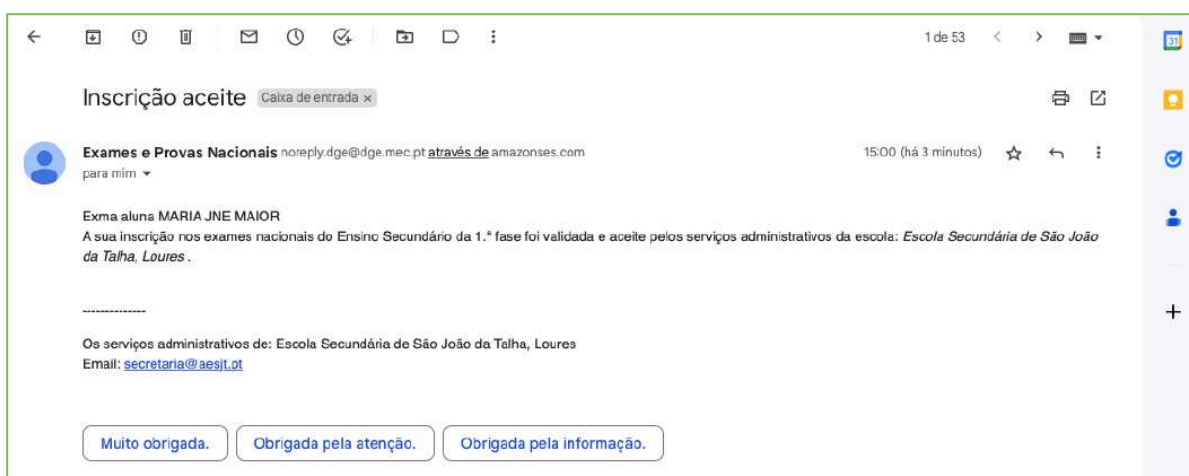 1 de 53
31
Inscrição aceite Caixa de entrada x
Exames e Provas Nacionais noreply.dge@dge.mec.pt através de amazonses.com 15:00 (há 3 minutos)
para mim
Exma aluna MARIA JNE MAIOR
A sua inscrição nos exames nacionais do Ensino Secundário da 1.ª fase foi validada e aceite pelos serviços administrativos da escola: Escola Secundária de São João
da Talha, Loures .
--------------
Os serviços administrativos de: Escola Secundária de São João da Talha, Loures
Email: secretaria@aesjt.pt
Muito obrigada. Obrigada pela atenção. Obrigada pela informação.